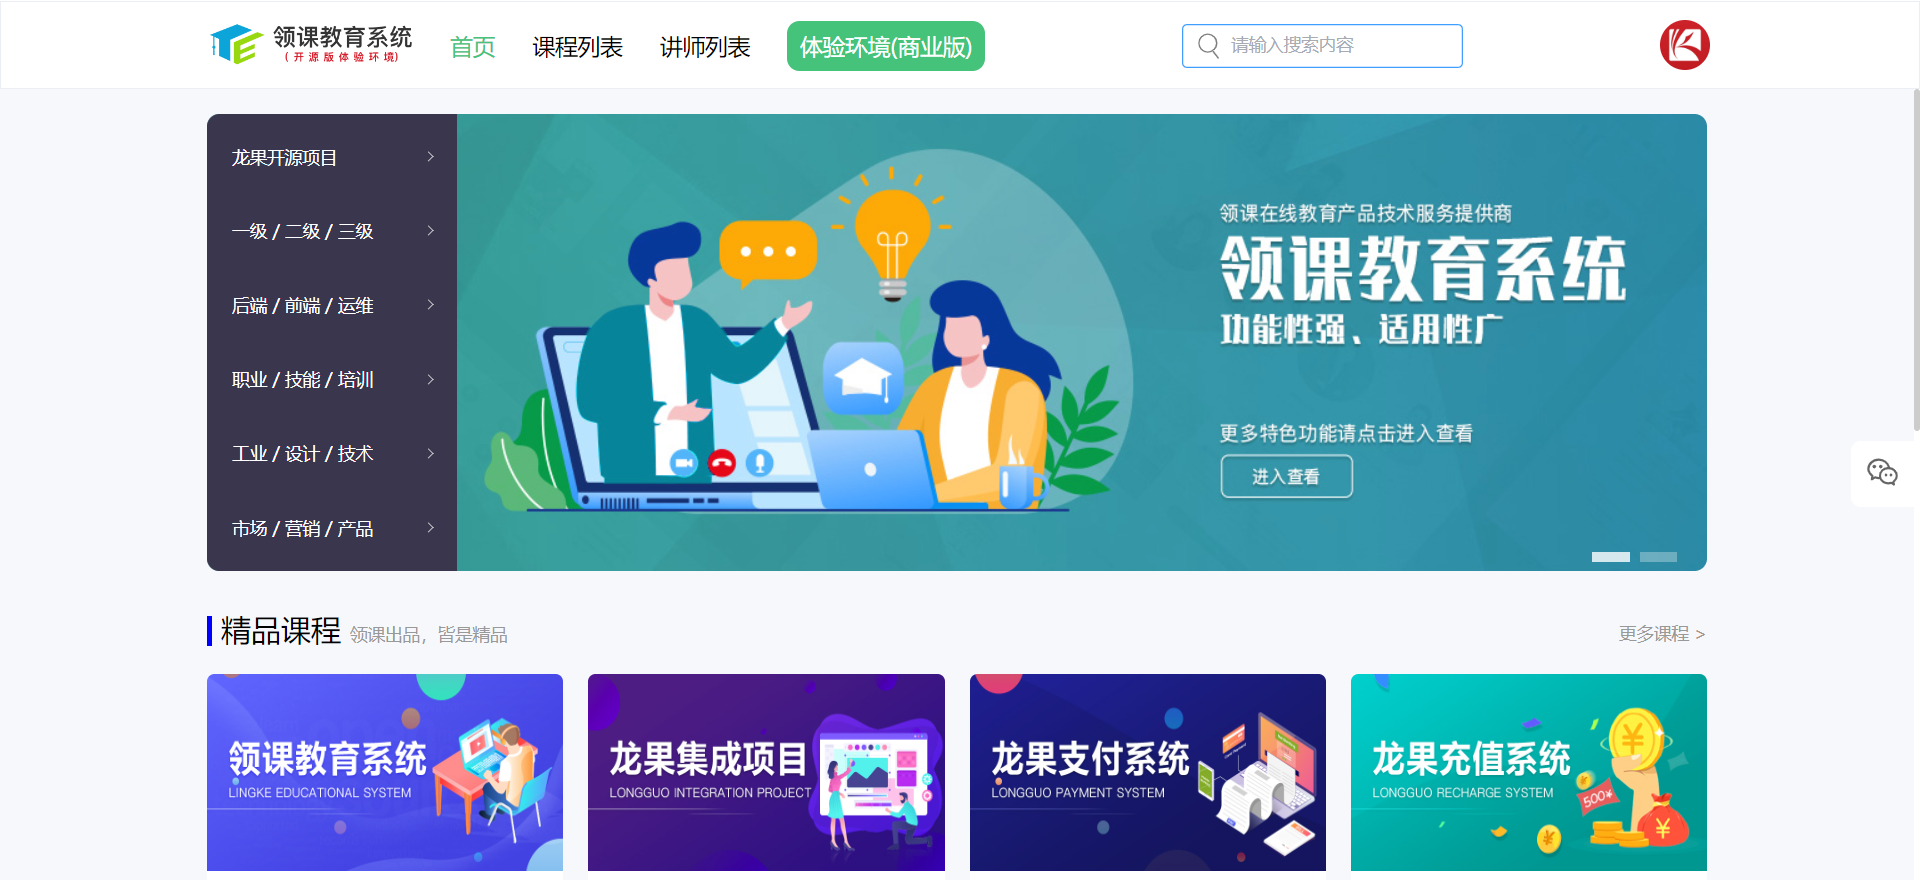 领课教育系统
(开源版体验环境)
首页
课程列表
讲师列表
体验环境(商业版)
请输入搜索内容
龙果开源项目
一级 / 二级 / 三级
后端 / 前端 / 运维
职业 / 技能 / 培训
工业 / 设计 / 技术
市场 / 营销 / 产品
领课在线教育产品技术服务提供商
领课教育系统
功能性强、适用性广
更多特色功能请点击进入查看
进入查看
精品课程 领课出品，皆是精品
更多课程 >
领课教育系统
LINGKE EDUCATIONAL SYSTEM
龙果集成项目
LONGGUO INTEGRATION PROJECT
龙果支付系统
LONGGUO PAYMENT SYSTEM
龙果充值系统
LONGGUO RECHARGE SYSTEM
500¥